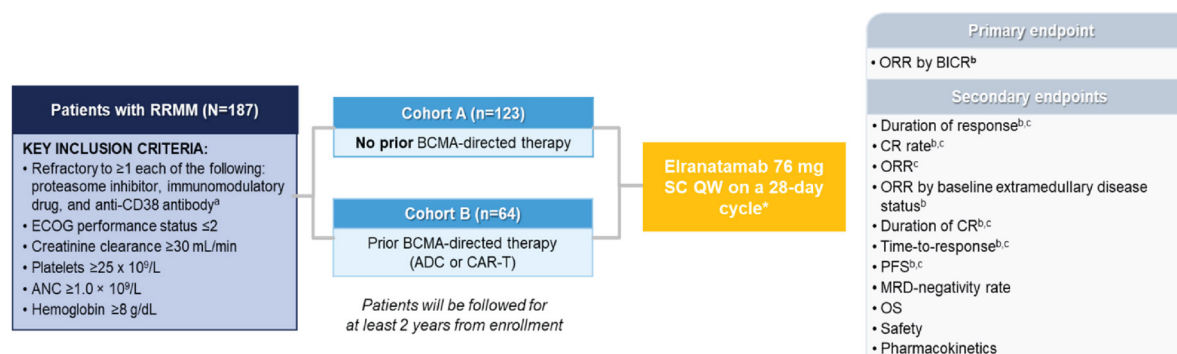 Patients with RRMM (N=187)
KEY INCLUSION CRITERIA:
• Refractory to ≥1 each of the following:
proteasome inhibitor, immunomodulatory
drug, and anti-CD38 antibodyᵃ
• ECOG performance status ≤2
• Creatinine clearance ≥30 mL/min
• Platelets ≥25 x 10⁹/L
• ANC ≥1.0 × 10⁹/L
• Hemoglobin ≥8 g/dL
Cohort A (n=123)
No prior BCMA-directed therapy
Cohort B (n=64)
Prior BCMA-directed therapy
(ADC or CAR-T)
Patients will be followed for
at least 2 years from enrollment
Elranatamab 76 mg
SC QW on a 28-day
cycle*
Primary endpoint
• ORR by BICRᵇ
Secondary endpoints
• Duration of responseᵇ,ᶜ
• CR rateᵇ,ᶜ
• ORRᶜ
• ORR by baseline extramedullary disease
statusᵇ
• Duration of CRᵇ,ᶜ
• Time-to-responseᵇ,ᶜ
• PFSᵇ,ᶜ
• MRD-negativity rate
• OS
• Safety
• Pharmacokinetics